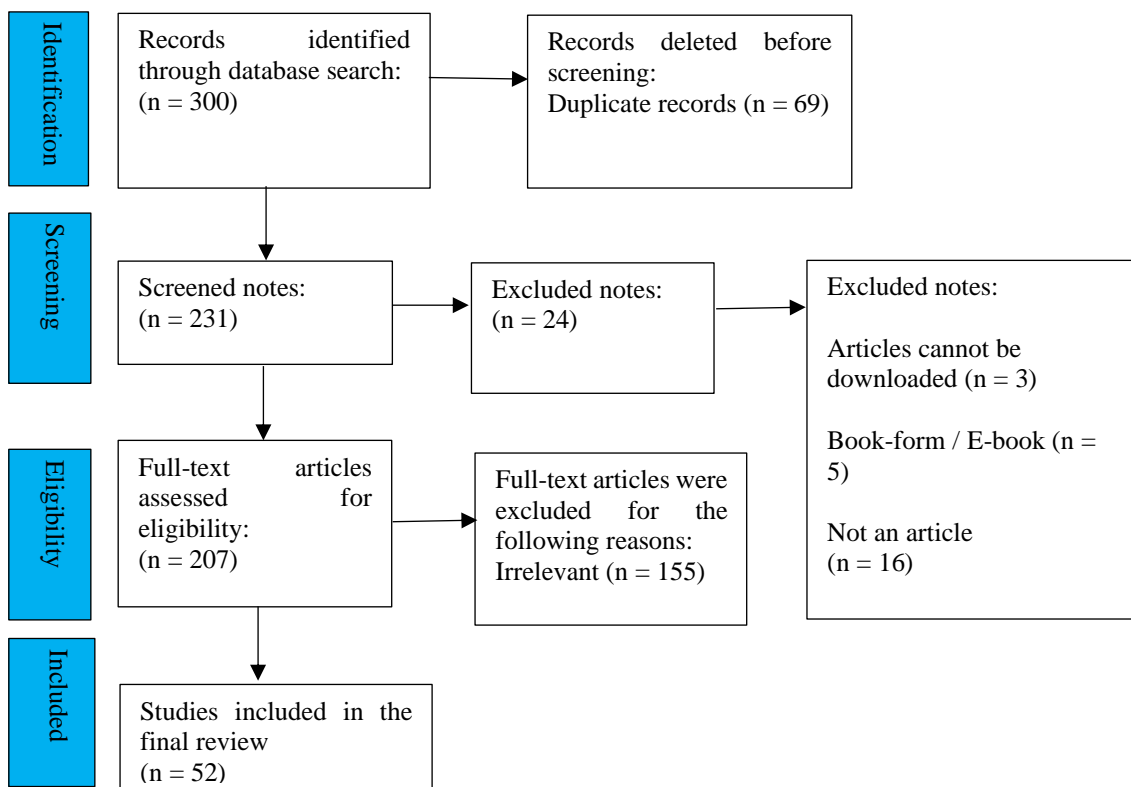 Identification
Records identified
through database search:
(n = 300)
Records deleted before
screening:
Duplicate records (n = 69)
Screening
Screened notes:
(n = 231)
Excluded notes:
(n = 24)
Excluded notes:
Articles cannot be
downloaded (n = 3)
Book-form / E-book (n =
5)
Not an article
(n = 16)
Eligibility
Full-text articles
assessed for
eligibility:
(n = 207)
Full-text articles were
excluded for the
following reasons:
Irrelevant (n = 155)
Included
Studies included in the
final review
(n = 52)